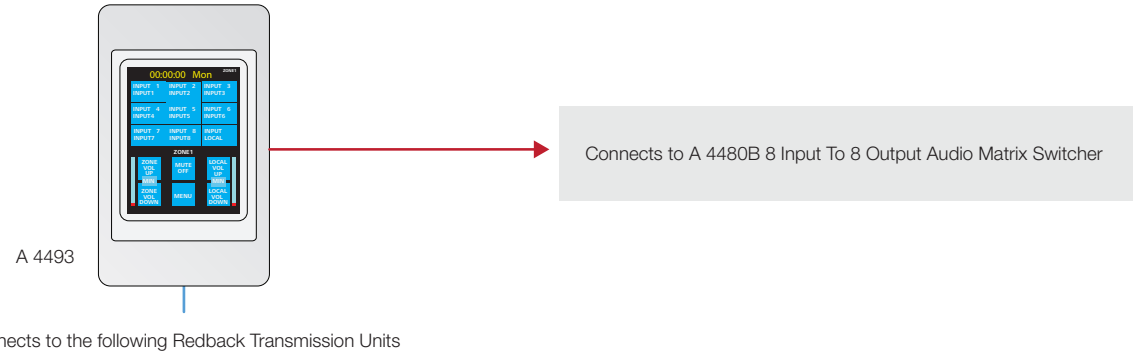 00:00:00 Mon ZONE1
INPUT 1 INPUT 2 INPUT 3
INPUT1 INPUT2 INPUT3
INPUT 4 INPUT 5 INPUT 6
INPUT4 INPUT5 INPUT6
INPUT 7 INPUT 8 INPUT
INPUT7 INPUT8 LOCAL
ZONE1
ZONE VOL UP
MUTE OFF
LOCAL VOL UP
MIN MIN
ZONE VOL DOWN
MENU
LOCAL VOL DOWN
Connects to A 4480B 8 Input To 8 Output Audio Matrix Switcher
A 4493
nects to the following Redback Transmission Units